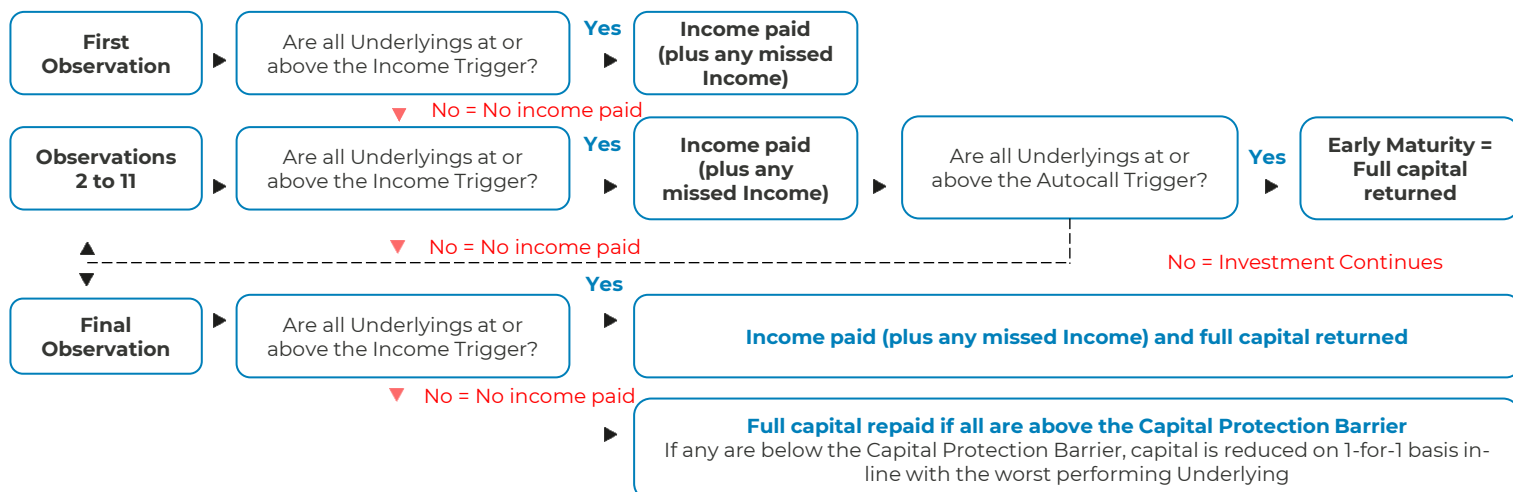 First
Observation
Are all Underlyings at or
above the Income Trigger?
Yes
Income paid
(plus any missed
Income)
No = No income paid
Observations
2 to 11
Are all Underlyings at or
above the Income Trigger?
Yes
Income paid
(plus any
missed Income)
Are all Underlyings at or
above the Autocall Trigger?
Yes
Early Maturity =
Full capital
returned
No = No income paid
No = Investment Continues
Final
Observation
Are all Underlyings at or
above the Income Trigger?
Yes
Income paid (plus any missed Income) and full capital returned
No = No income paid
Full capital repaid if all are above the Capital Protection Barrier
If any are below the Capital Protection Barrier, capital is reduced on 1-for-1 basis in-
line with the worst performing Underlying